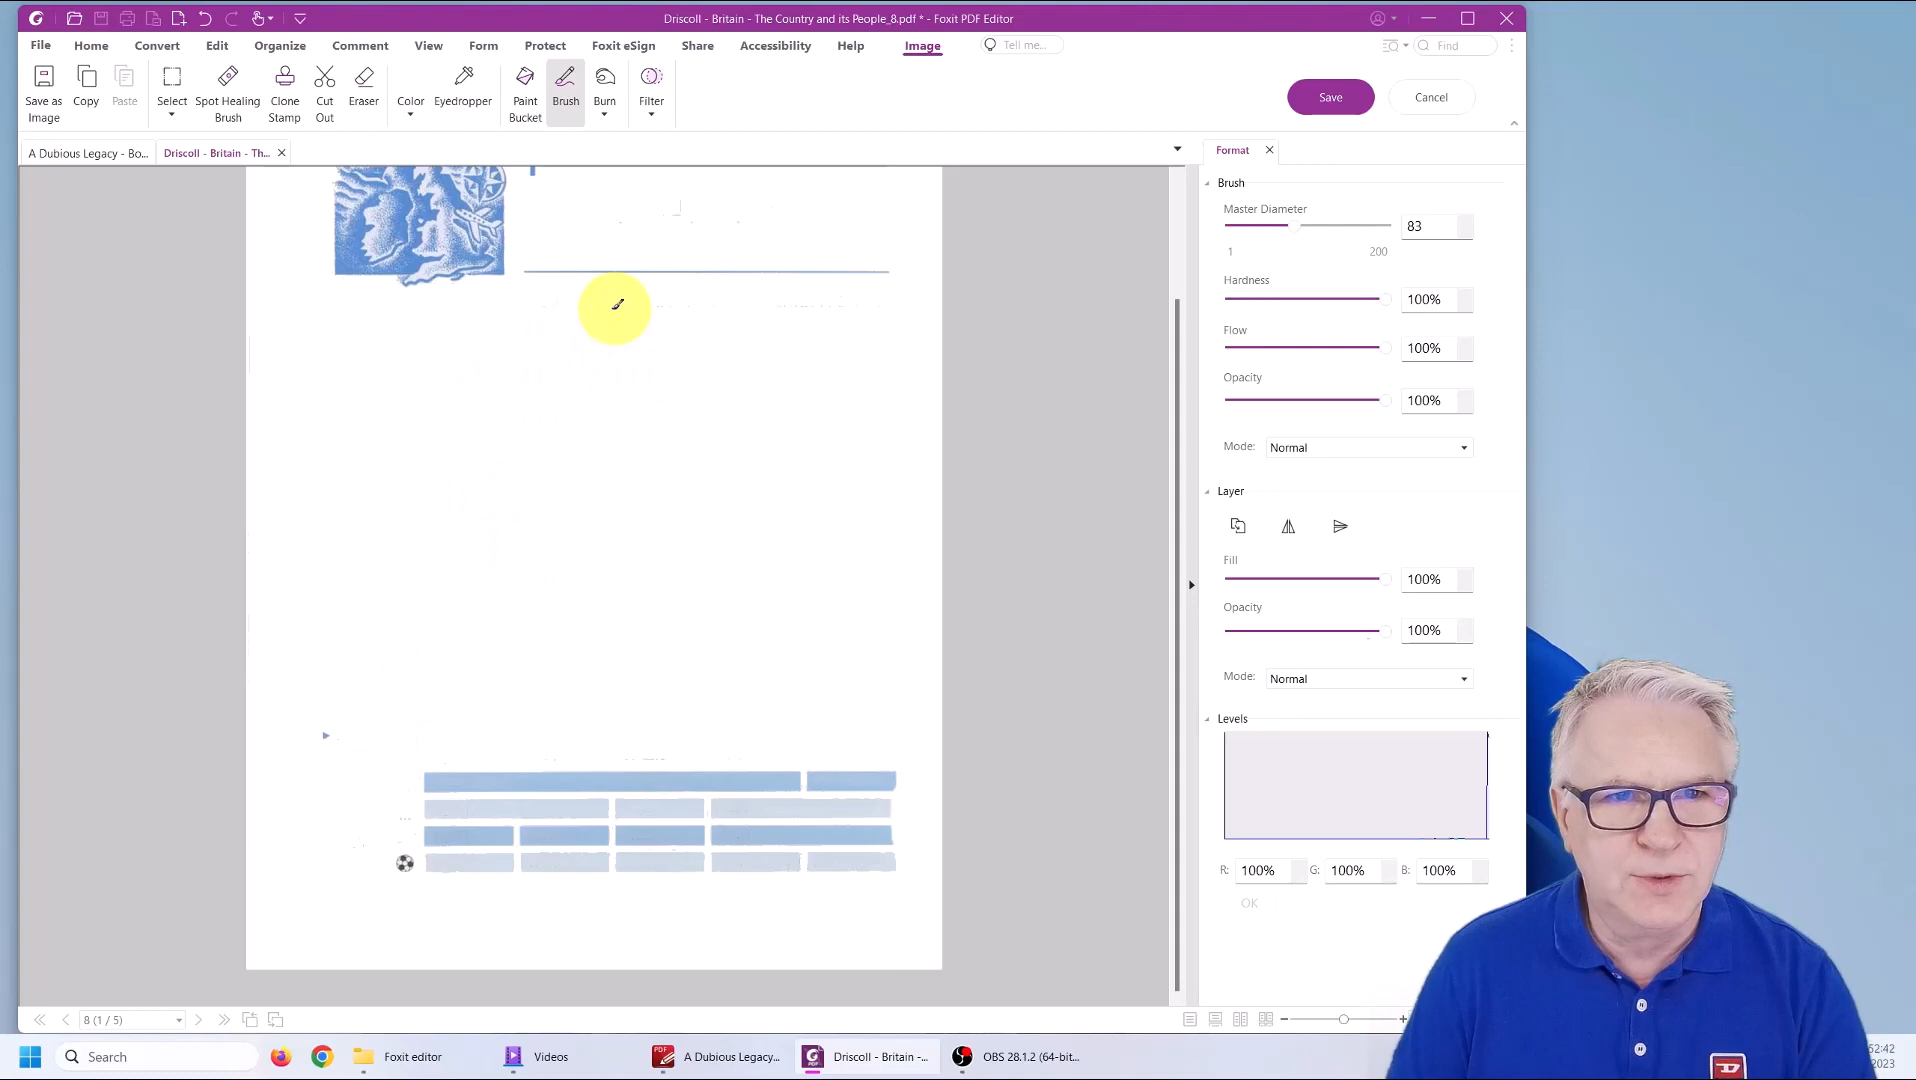 Driscoll - Britain - The Country and its People_8.pdf * - Foxit PDF Editor
File Home Convert Edit Organize Comment View Form Protect Foxit eSign Share Accessibility Help Image Tell me... Find
Save as Image
Copy
Paste
Select
Spot Healing Brush
Clone Stamp
Cut Out
Eraser
Color
Eyedropper
Paint Bucket
Brush
Burn
Filter
Save
Cancel
A Dubious Legacy - Bo...
Driscoll - Britain - Th...
Format
Brush
Master Diameter
83
1 200
Hardness
100%
Flow
100%
Opacity
100%
Mode: Normal
Layer
Fill
100%
Opacity
100%
Mode: Normal
Levels
R: 100% G: 100% B: 100%
OK
8 (1 / 5)
Search
Foxit editor
Videos
A Dubious Legacy...
Driscoll - Britain -...
OBS 28.1.2 (64-bit...
52:42
2023